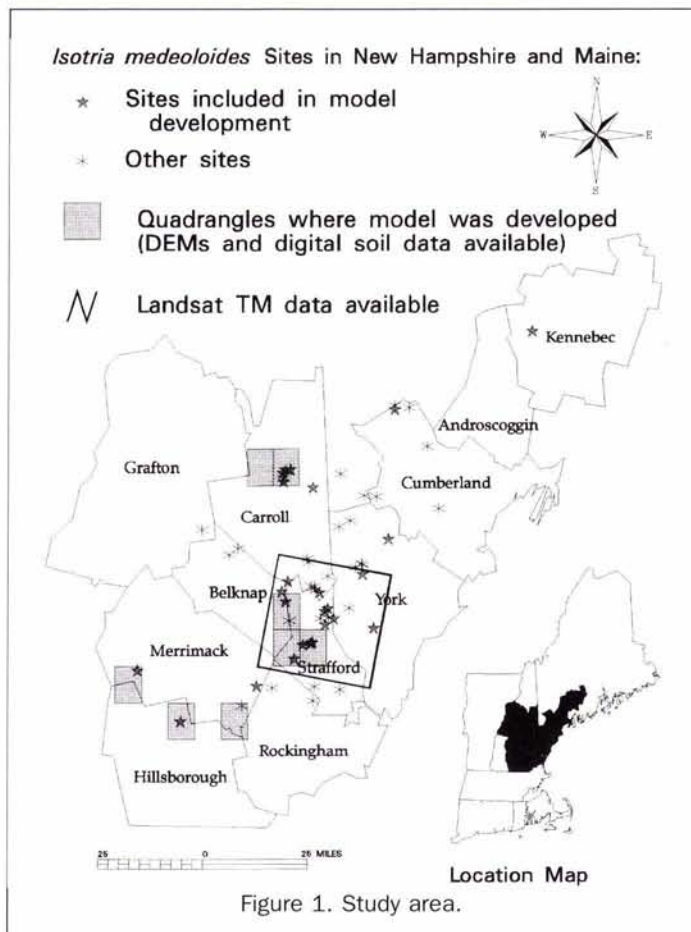 Isotria medeoloides Sites in New Hampshire and Maine:
Sites included in model
development
Other sites
N
W
E
S
Quadrangles where model was developed
(DEMs and digital soil data available)
Landsat TM data available
Kennebec
Androscoggin
Grafton
Cumberland
Carroll
Belknap
York
Merrimack
Strafford
Rockingham
Hillsborough
25 0 25 MILES
Location Map
Figure 1. Study area.